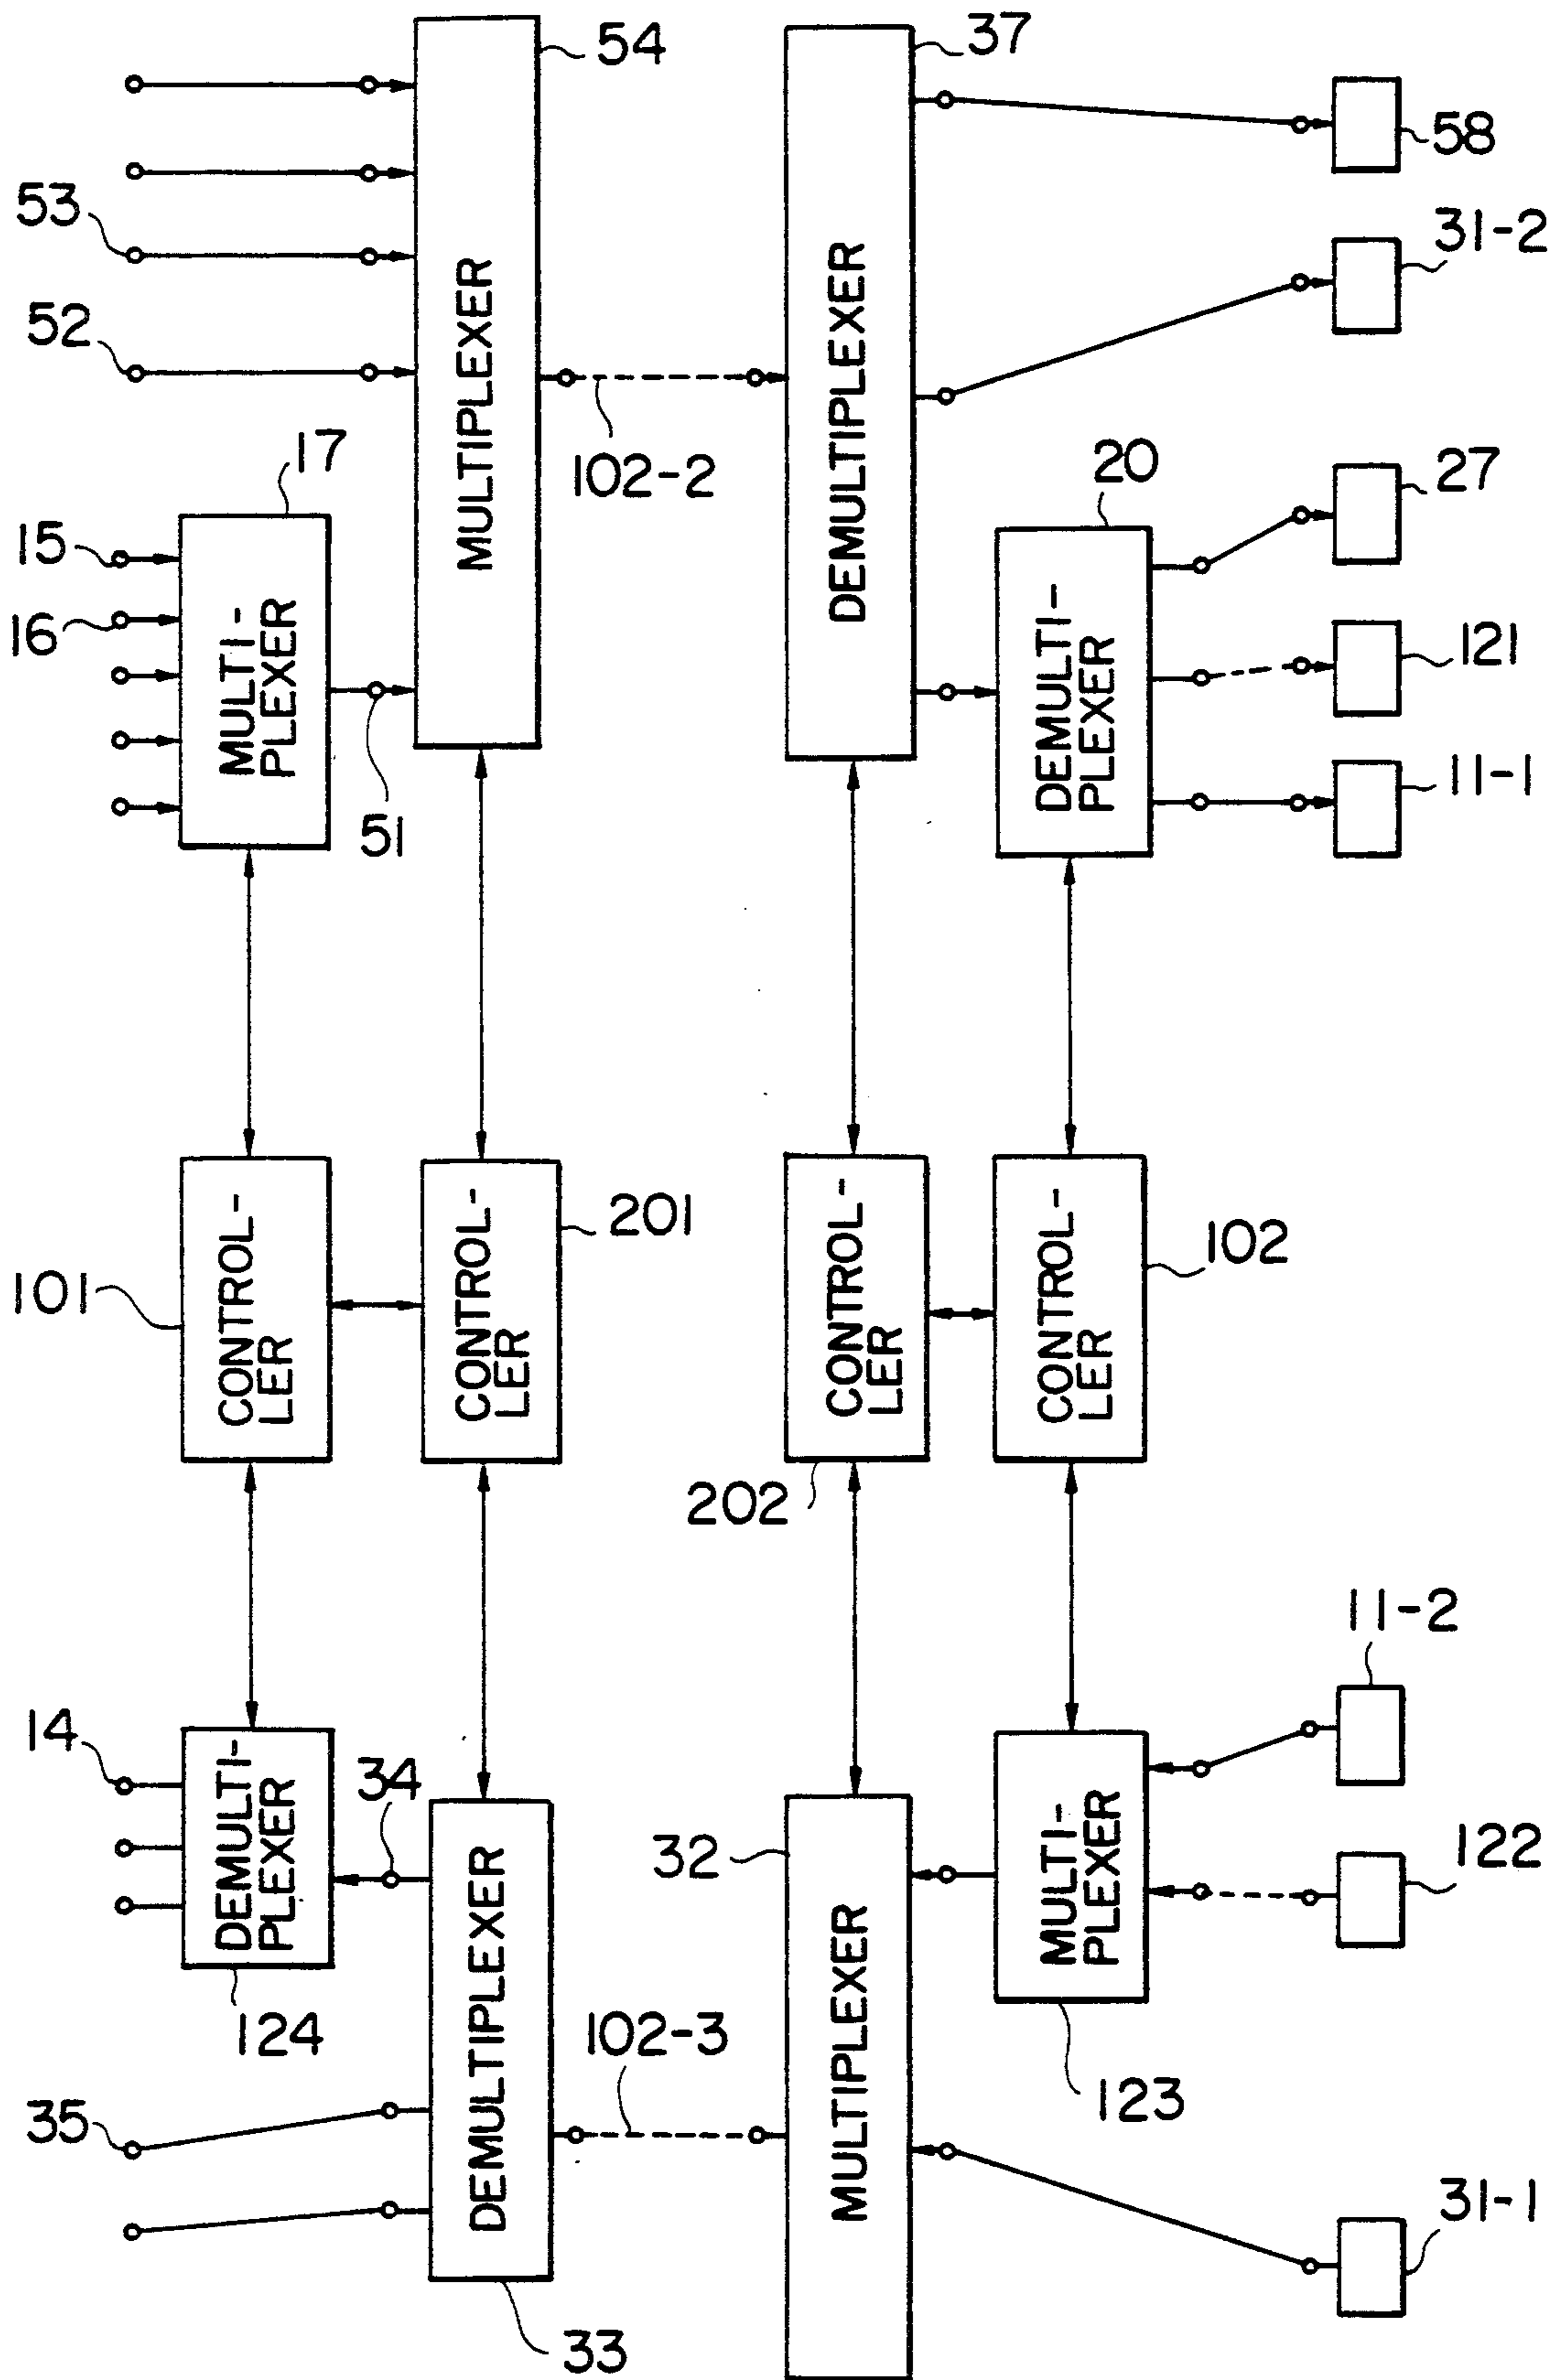 54
37
58
53
31-2
52
MULTIPLEXER
DEMULTIPLEXER
17
102-2
20
27
15
16
MULTI-
PLEXER
DEMULTI-
PLEXER
121
51
11-1
101
CONTROL-
LER
CONTROL-
LER
201
CONTROL-
LER
202
CONTROL-
LER
102
11-2
14
DEMULTI-
PLEXER
34
32
MULTI-
PLEXER
122
124
DEMULTIPLEXER
102-3
MULTIPLEXER
123
35
31-1
33